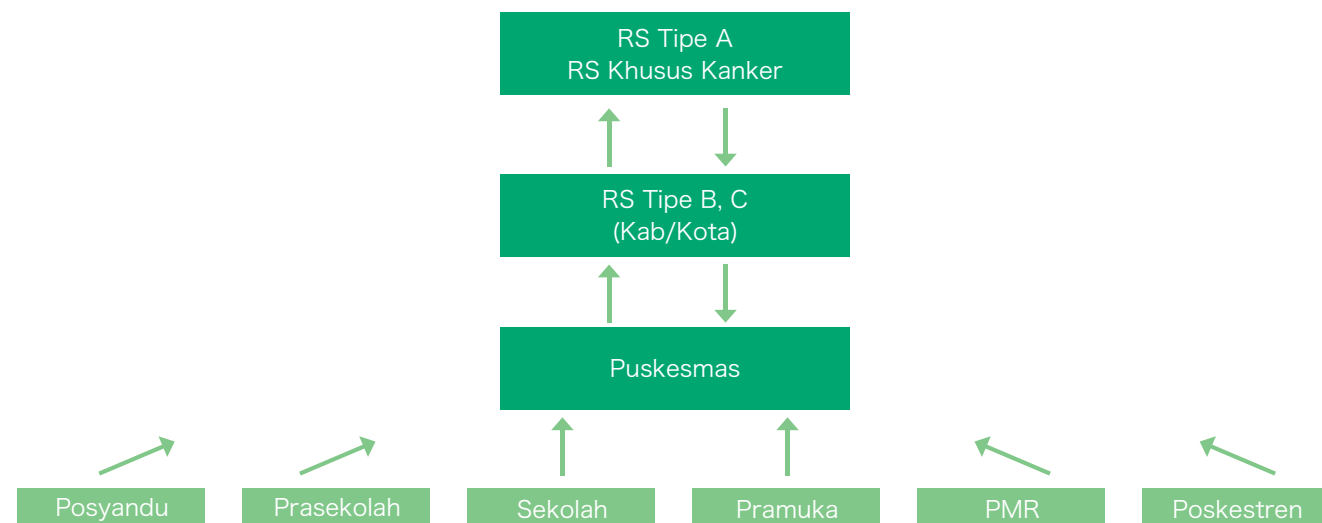 RS Tipe A
RS Khusus Kanker
RS Tipe B, C
(Kab/Kota)
Puskesmas
Posyandu
Prasekolah
Sekolah
Pramuka
PMR
Poskestren